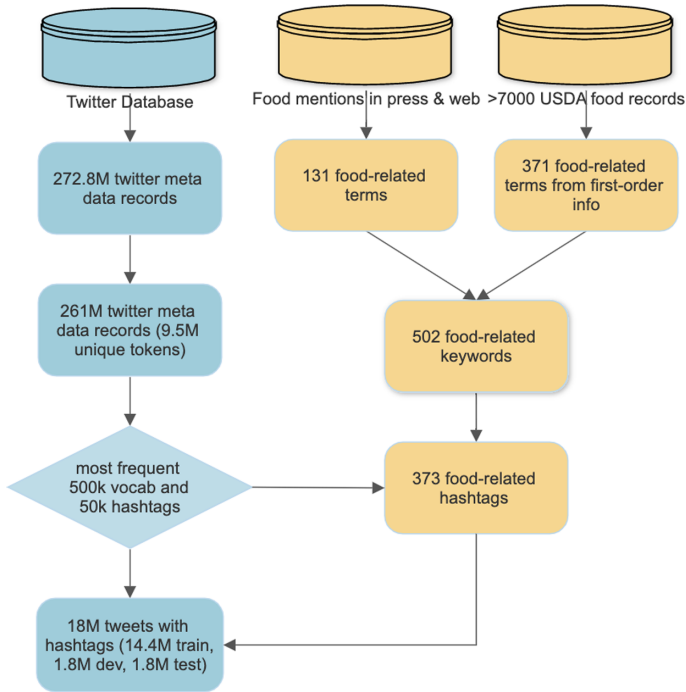 Twitter Database
Food mentions in press & web
>7000 USDA food records
272.8M twitter meta
data records
131 food-related
terms
371 food-related
terms from first-order
info
261M twitter meta
data records (9.5M
unique tokens)
502 food-related
keywords
most frequent
500k vocab and
50k hashtags
373 food-related
hashtags
18M tweets with
hashtags (14.4M train,
1.8M dev, 1.8M test)